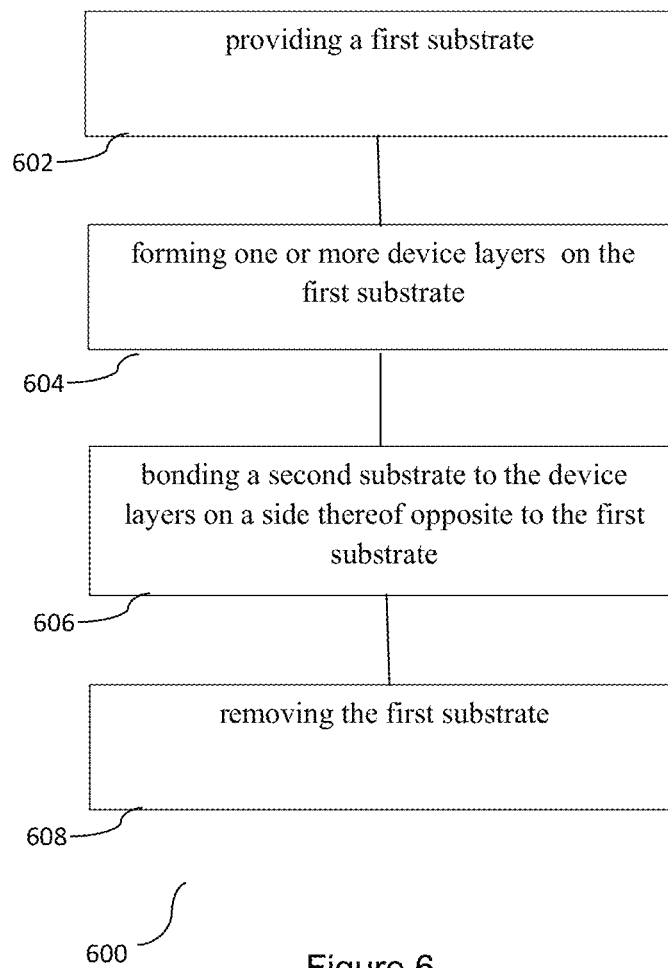 providing a first substrate
602
forming one or more device layers on the
first substrate
604
bonding a second substrate to the device
layers on a side thereof opposite to the first
substrate
606
removing the first substrate
608
600
Figure 6